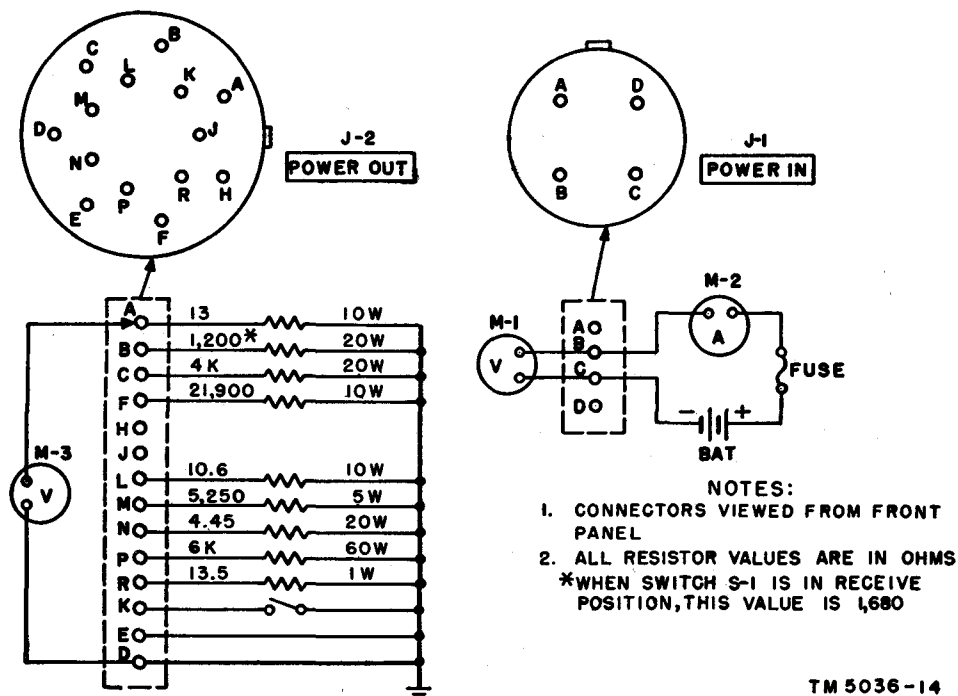 B
C
L
K
A
M
D
J
N
R
H
P
E
F
J-2
POWER OUT
A
D
B
C
J-1
POWER IN
A 13 10W
B 1,200* 20W
C 4K 20W
F 21,900 10W
H
J
L 10.6 10W
M 5,250 5W
N 4.45 20W
P 6K 60W
R 13.5 1W
K
E
D
M-3
V
M-1
V
A
B
C
D
M-2
A
FUSE
- +
BAT
NOTES:
1. CONNECTORS VIEWED FROM FRONT
PANEL
2. ALL RESISTOR VALUES ARE IN OHMS
*WHEN SWITCH S-1 IS IN RECEIVE
POSITION, THIS VALUE IS 1,680
TM 5036-14